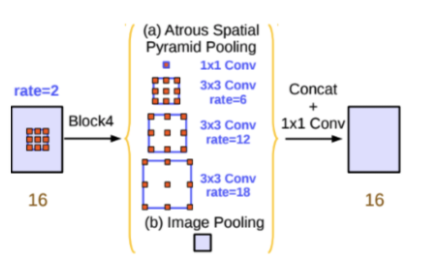 (a) Atrous Spatial
Pyramid Pooling
1x1 Conv
3x3 Conv
rate=6
3x3 Conv
rate=12
3x3 Conv
rate=18
(b) Image Pooling
rate=2
Block4
16
Concat
+
1x1 Conv
16